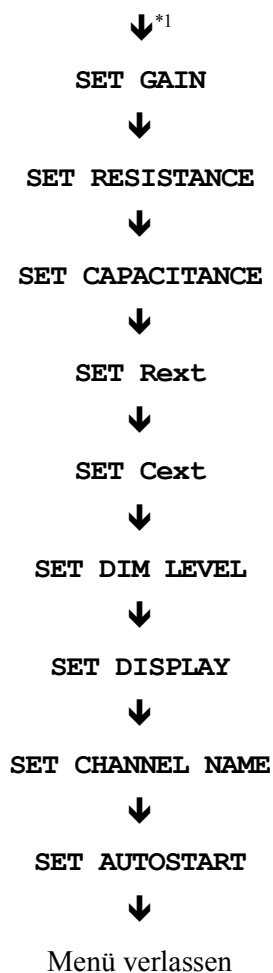 *1
SET GAIN
SET RESISTANCE
SET CAPACITANCE
SET Rext
SET Cext
SET DIM LEVEL
SET DISPLAY
SET CHANNEL NAME
SET AUTOSTART
Menü verlassen